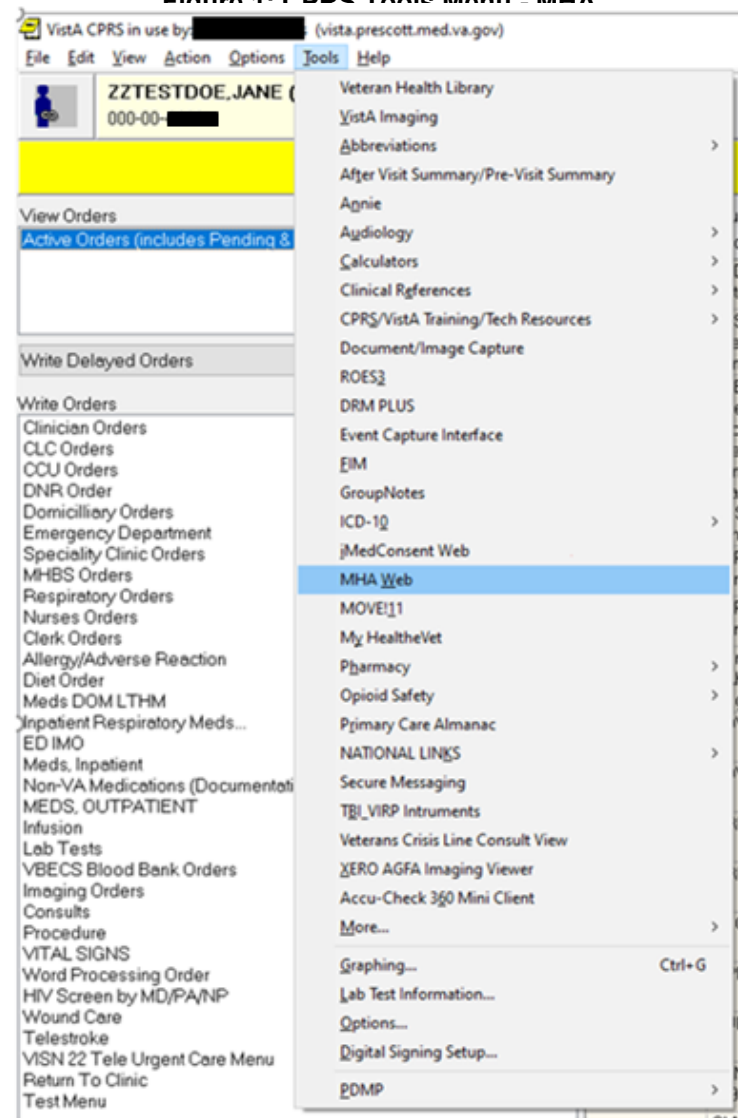 Figure 1: CPRS Tools Menu - MHA
VistA CPRS in use by: (vista.prescott.med.va.gov)
File Edit View Action Options Tools Help
ZZTESTDOE,JANE (
000-00-
View Orders
Active Orders (includes Pending &
Write Delayed Orders
Write Orders
Clinician Orders
CLC Orders
CCU Orders
DNR Order
Domicilliary Orders
Emergency Department
Speciality Clinic Orders
MHBS Orders
Respiratory Orders
Nurses Orders
Clerk Orders
Allergy/Adverse Reaction
Diet Order
Meds DOM LTHM
Inpatient Respiratory Meds...
ED IMO
Meds, Inpatient
Non-VA Medications (Documentati
MEDS, OUTPATIENT
Infusion
Lab Tests
VBECS Blood Bank Orders
Imaging Orders
Consults
Procedure
VITAL SIGNS
Word Processing Order
HIV Screen by MD/PA/NP
Wound Care
Telestroke
VISN 22 Tele Urgent Care Menu
Return To Clinic
Test Menu
Veteran Health Library
VistA Imaging
Abbreviations >
After Visit Summary/Pre-Visit Summary
Annie
Audiology >
Calculators >
Clinical References >
CPRS/VistA Training/Tech Resources >
Document/Image Capture
ROES3
DRM PLUS
Event Capture Interface
FIM
GroupNotes
ICD-10 >
iMedConsent Web
MHA Web
MOVE!11
My HealtheVet
Pharmacy >
Opioid Safety >
Primary Care Almanac
NATIONAL LINKS >
Secure Messaging
TBI_VIRP Intruments
Veterans Crisis Line Consult View
XERO AGFA Imaging Viewer
Accu-Check 360 Mini Client
More... >
Graphing... Ctrl+G
Lab Test Information...
Options...
Digital Signing Setup...
PDMP >